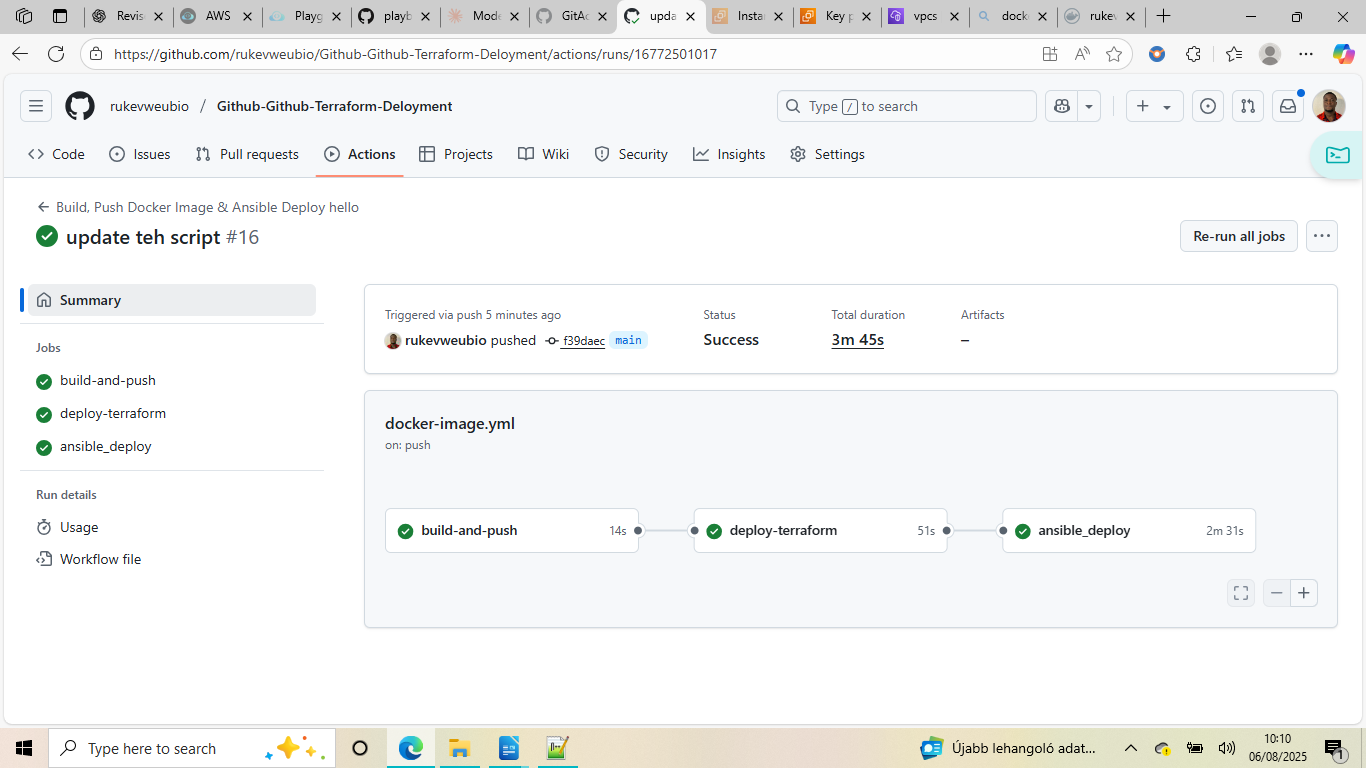 Revise
AWS
Playg
playb
Mode
GitAc
upda
Instan
Key p
vpcs
dock
rukev
https://github.com/rukevweubio/Github-Github-Terraform-Deloyment/actions/runs/16772501017
rukevweubio / Github-Github-Terraform-Deloyment
Type / to search
Code
Issues
Pull requests
Actions
Projects
Wiki
Security
Insights
Settings
Build, Push Docker Image & Ansible Deploy hello
update teh script #16
Re-run all jobs
Summary
Jobs
build-and-push
deploy-terraform
ansible_deploy
Run details
Usage
Workflow file
Triggered via push 5 minutes ago
rukevweubio pushed f39daec main
Status
Success
Total duration
3m 45s
Artifacts
–
docker-image.yml
on: push
build-and-push 14s
deploy-terraform 51s
ansible_deploy 2m 31s
Type here to search
Újabb lehangoló adat...
10:10
06/08/2025
1